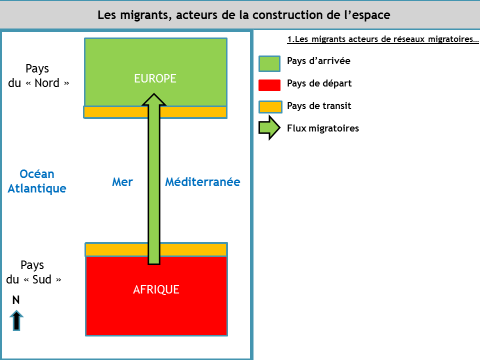 Les migrants, acteurs de la construction de l’espace
1.Les migrants acteurs de réseaux migratoires…
Pays d’arrivée
Pays de départ
Pays de transit
Flux migratoires
Pays
du « Nord »
EUROPE
Océan
Atlantique
Mer Méditerranée
Pays
du « Sud »
AFRIQUE
N